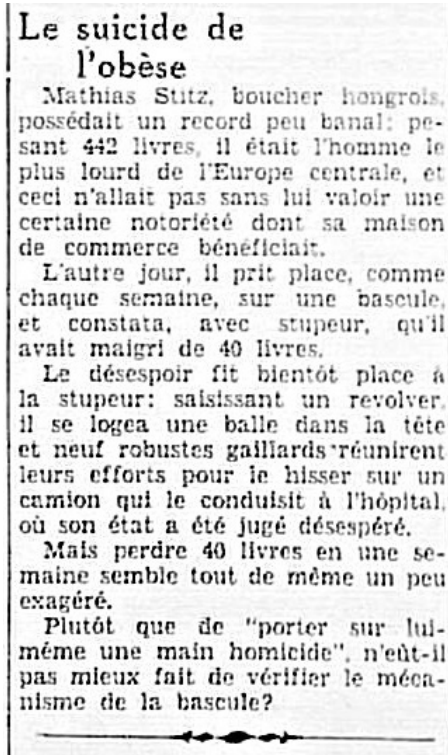 Le suicide de
l'obèse
Mathias Stitz, boucher hongrois,
possédait un record peu banal: pe-
sant 442 livres, il était l'homme le
plus lourd de l'Europe centrale, et
ceci n'allait pas sans lui valoir une
certaine notoriété dont sa maison
de commerce bénéficiait.
L'autre jour, il prit place, comme
chaque semaine, sur une bascule,
et constata, avec stupeur, qu'il
avait maigri de 40 livres.
Le désespoir fit bientôt place à
la stupeur: saisissant un revolver,
il se logea une balle dans la tête
et neuf robustes gaillards réunirent
leurs efforts pour le hisser sur un
camion qui le conduisit à l'hôpital,
où son état a été jugé désespéré.
Mais perdre 40 livres en une se-
maine semble tout de même un peu
exagéré.
Plutôt que de "porter sur lui-
même une main homicide", n'eût-il
pas mieux fait de vérifier le méca-
nisme de la bascule?